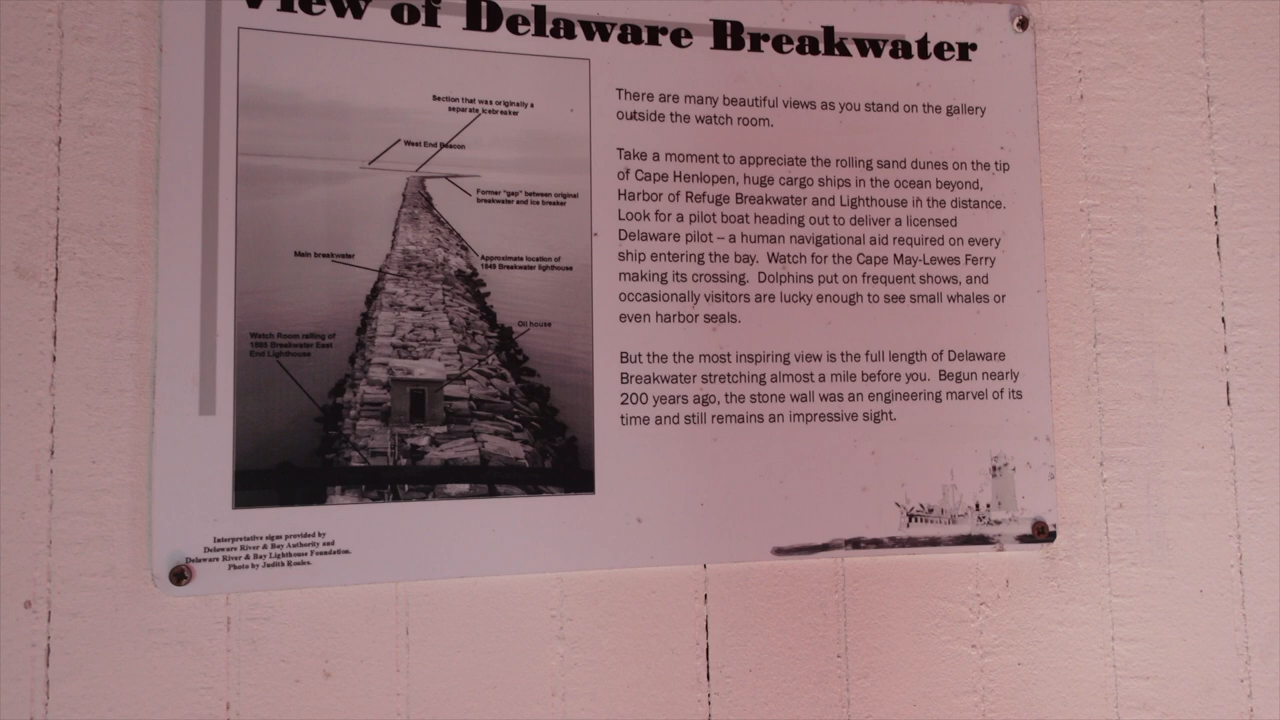 View of Delaware Breakwater
Section that was originally a
separate icebreaker
West End Beacon
Former "gap" between original
breakwater and ice breaker
Main breakwater
Approximate location of
1849 Breakwater lighthouse
Oil house
Watch Room railing of
1885 Breakwater East
End Lighthouse
There are many beautiful views as you stand on the gallery
outside the watch room.
Take a moment to appreciate the rolling sand dunes on the tip
of Cape Henlopen, huge cargo ships in the ocean beyond,
Harbor of Refuge Breakwater and Lighthouse in the distance.
Look for a pilot boat heading out to deliver a licensed
Delaware pilot – a human navigational aid required on every
ship entering the bay. Watch for the Cape May-Lewes Ferry
making its crossing. Dolphins put on frequent shows, and
occasionally visitors are lucky enough to see small whales or
even harbor seals.
But the the most inspiring view is the full length of Delaware
Breakwater stretching almost a mile before you. Begun nearly
200 years ago, the stone wall was an engineering marvel of its
time and still remains an impressive sight.
Interpretative signs provided by
Delaware River & Bay Authority and
Delaware River & Bay Lighthouse Foundation.
Photo by Judith Roales.